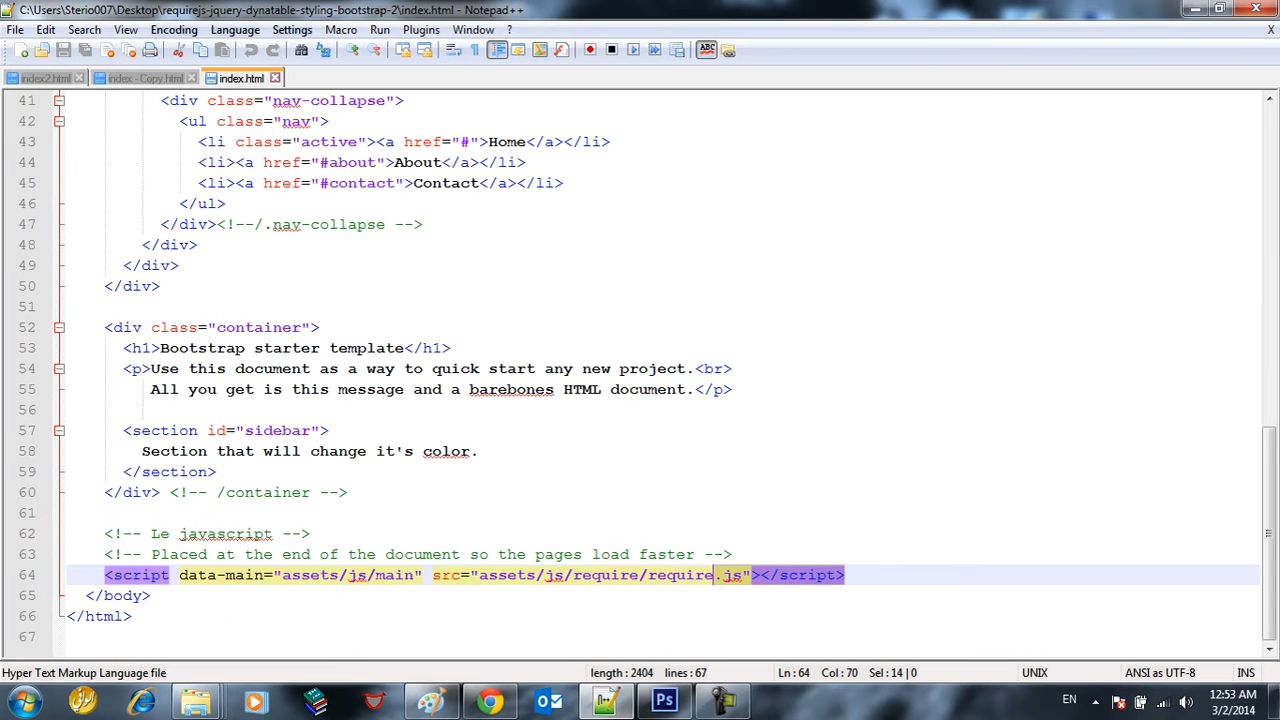 C:\Users\Sterio007\Desktop\requirejs-jquery-dynatable-styling-bootstrap-2\index.html - Notepad++
File Edit Search View Encoding Language Settings Macro Run Plugins Window ? X
ABC
index2.html index - Copy.html index.html
41 <div class="nav-collapse">
42 <ul class="nav">
43 <li class="active"><a href="#">Home</a></li>
44 <li><a href="#about">About</a></li>
45 <li><a href="#contact">Contact</a></li>
46 </ul>
47 </div><!--/.nav-collapse -->
48 </div>
49 </div>
50 </div>
51
52 <div class="container">
53 <h1>Bootstrap starter template</h1>
54 <p>Use this document as a way to quick start any new project.<br>
55 All you get is this message and a barebones HTML document.</p>
56
57 <section id="sidebar">
58 Section that will change it's color.
59 </section>
60 </div> <!-- /container -->
61
62 <!-- Le javascript -->
63 <!-- Placed at the end of the document so the pages load faster -->
64 <script data-main="assets/js/main" src="assets/js/require/require.js"></script>
65 </body>
66 </html>
67
Hyper Text Markup Language file length : 2404 lines : 67 Ln : 64 Col : 70 Sel : 14 | 0 UNIX ANSI as UTF-8 INS
N++ Ps EN 12:53 AM
3/2/2014